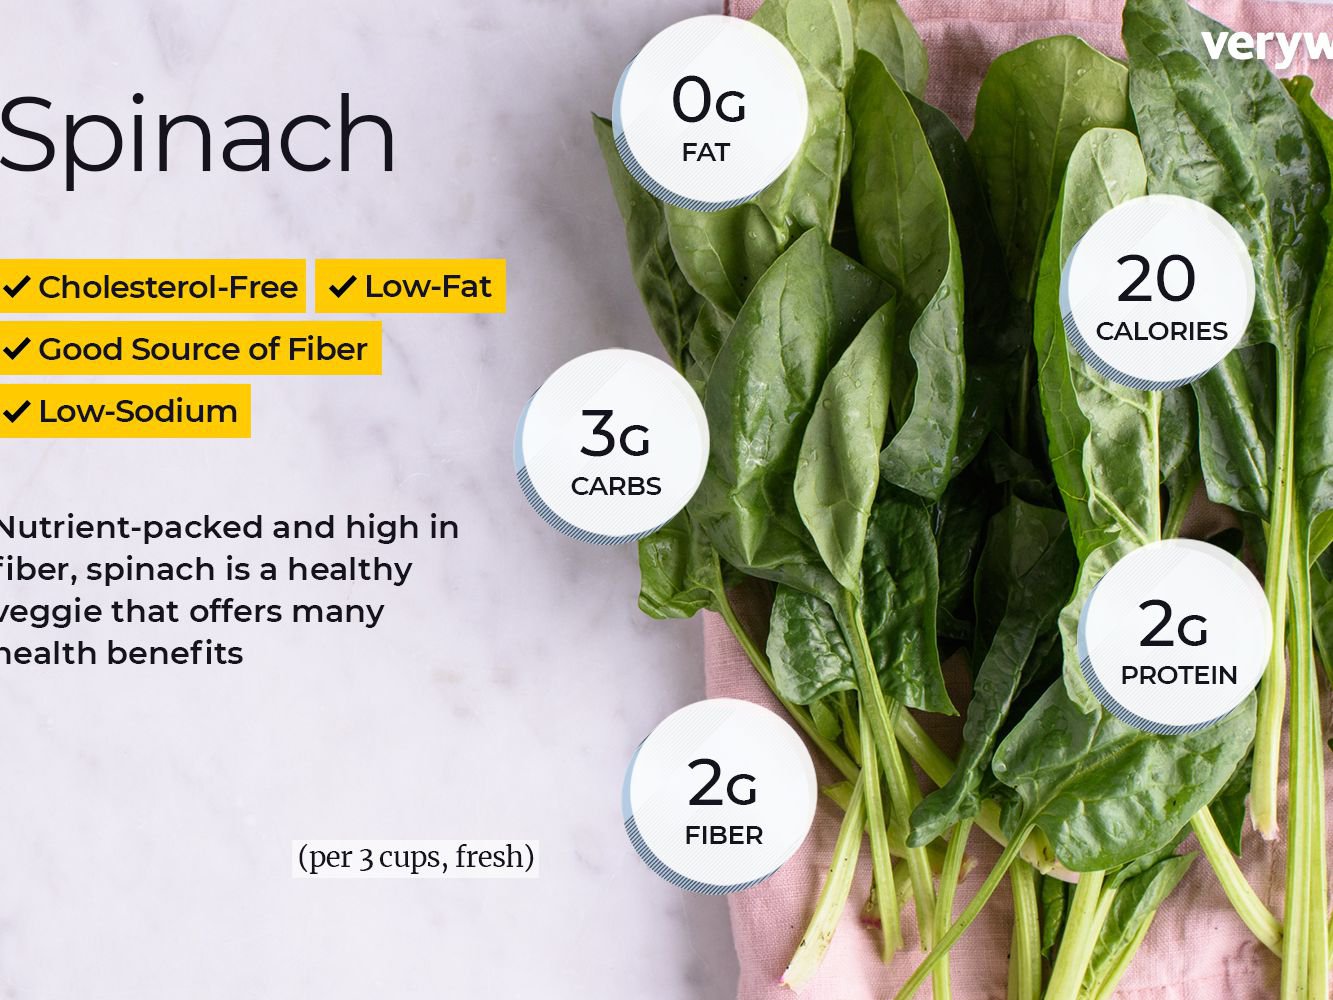 Spinach
✓ Cholesterol-Free ✓ Low-Fat
✓ Good Source of Fiber
✓ Low-Sodium
Nutrient-packed and high in
fiber, spinach is a healthy
veggie that offers many
health benefits
(per 3 cups, fresh)
0G
FAT
20
CALORIES
3G
CARBS
2G
PROTEIN
2G
FIBER